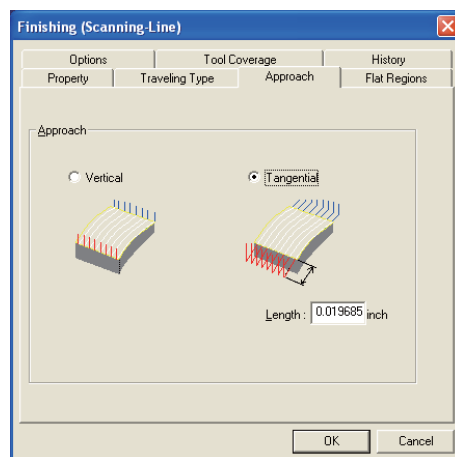 Finishing (Scanning-Line)
Options Tool Coverage History
Property Traveling Type Approach Flat Regions
Approach
Vertical Tangential
Length : 0.019685 inch
OK Cancel